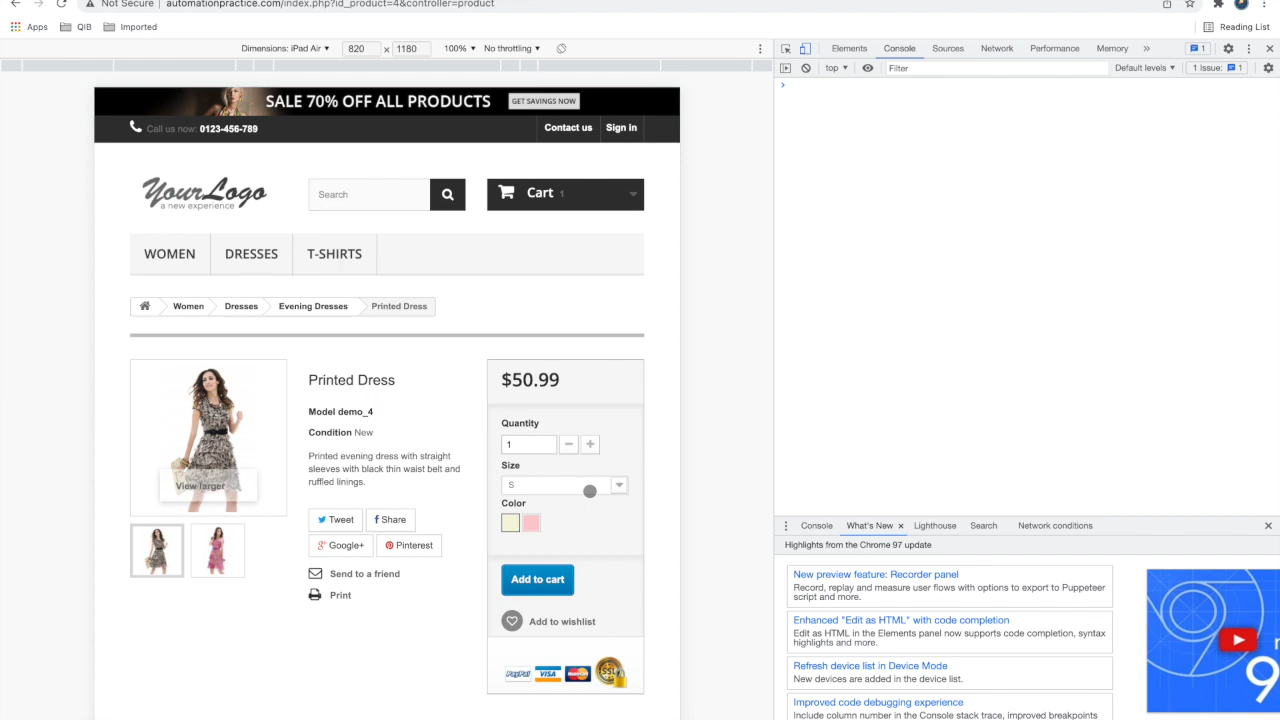 Not Secure | automationpractice.com/index.php?id_product=4&controller=product
Apps QIB Imported Reading List
Dimensions: iPad Air ▼ 820 × 1180 100% ▼ No throttling ▼
Elements Console Sources Network Performance Memory » 1
top ▼ Filter Default levels ▼ 1 Issue: 1
SALE 70% OFF ALL PRODUCTS GET SAVINGS NOW
Call us now: 0123-456-789 Contact us Sign in
YourLogo
a new experience
Search
Cart 1
WOMEN DRESSES T-SHIRTS
Women Dresses Evening Dresses Printed Dress
View larger
Printed Dress
Model demo_4
Condition New
Printed evening dress with straight
sleeves with black thin waist belt and
ruffled linings.
Tweet Share
Google+ Pinterest
Send to a friend
Print
$50.99
Quantity
1
Size
S
Color
Add to cart
Add to wishlist
PayPal VISA MasterCard SSL
Console What's New × Lighthouse Search Network conditions
Highlights from the Chrome 97 update
New preview feature: Recorder panel
Record, replay and measure user flows with options to export to Puppeteer
script and more.
Enhanced "Edit as HTML" with code completion
Edit as HTML in the Elements panel now supports code completion, syntax
highlights and more.
Refresh device list in Device Mode
New devices are added in the device list.
Improved code debugging experience
Include column number in the Console stack trace, improved breakpoints
9